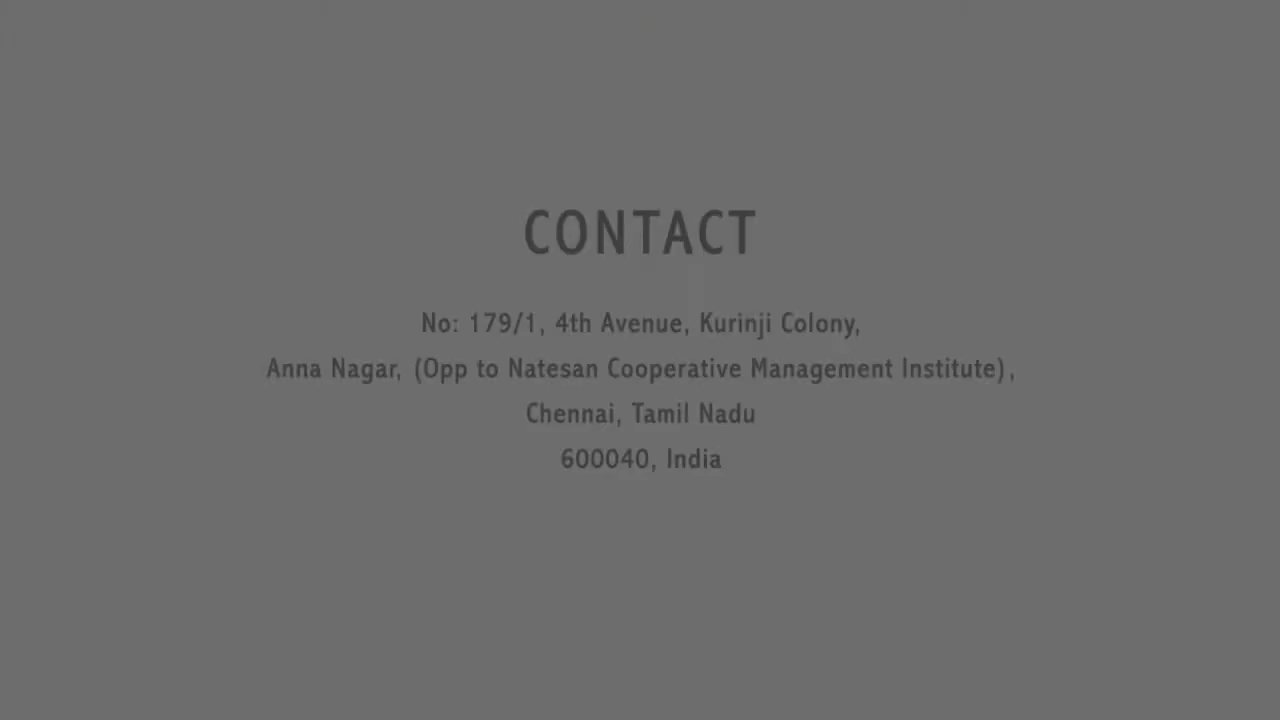 CONTACT
No: 179/1, 4th Avenue, Kurinji Colony,
Anna Nagar, (Opp to Natesan Cooperative Management Institute),
Chennai, Tamil Nadu
600040, India